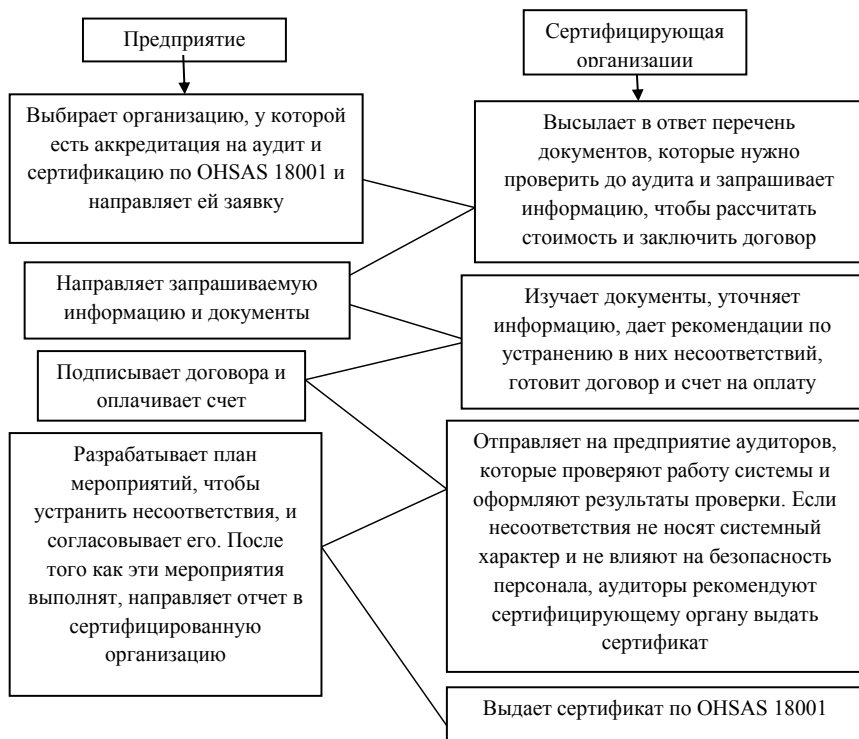 Предприятие
Сертифицирующая
организации
Выбирает организацию, у которой
есть аккредитация на аудит и
сертификацию по OHSAS 18001 и
направляет ей заявку
Высылает в ответ перечень
документов, которые нужно
проверить до аудита и запрашивает
информацию, чтобы рассчитать
стоимость и заключить договор
Направляет запрашиваемую
информацию и документы
Изучает документы, уточняет
информацию, дает рекомендации по
устранению в них несоответствий,
готовит договор и счет на оплату
Подписывает договора и
оплачивает счет
Отправляет на предприятие аудиторов,
которые проверяют работу системы и
оформляют результаты проверки. Если
несоответствия не носят системный
характер и не влияют на безопасность
персонала, аудиторы рекомендуют
сертифицирующему органу выдать
сертификат
Разрабатывает план
мероприятий, чтобы
устранить несоответствия, и
согласовывает его. После
того как эти мероприятия
выполнят, направляет отчет в
сертифицированную
организацию
Выдает сертификат по OHSAS 18001